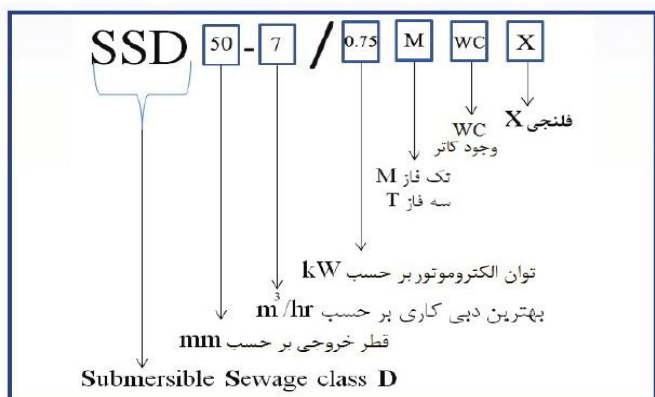 SSD 50 - 7 / 0.75 M WC X
فلنجی X
WC
وجود کاتر
تک فاز M
سه فاز T
توان الکتروموتور بر حسب kW
بهترین دبی کاری بر حسب m³/hr
قطر خروجی بر حسب mm
Submersible Sewage class D